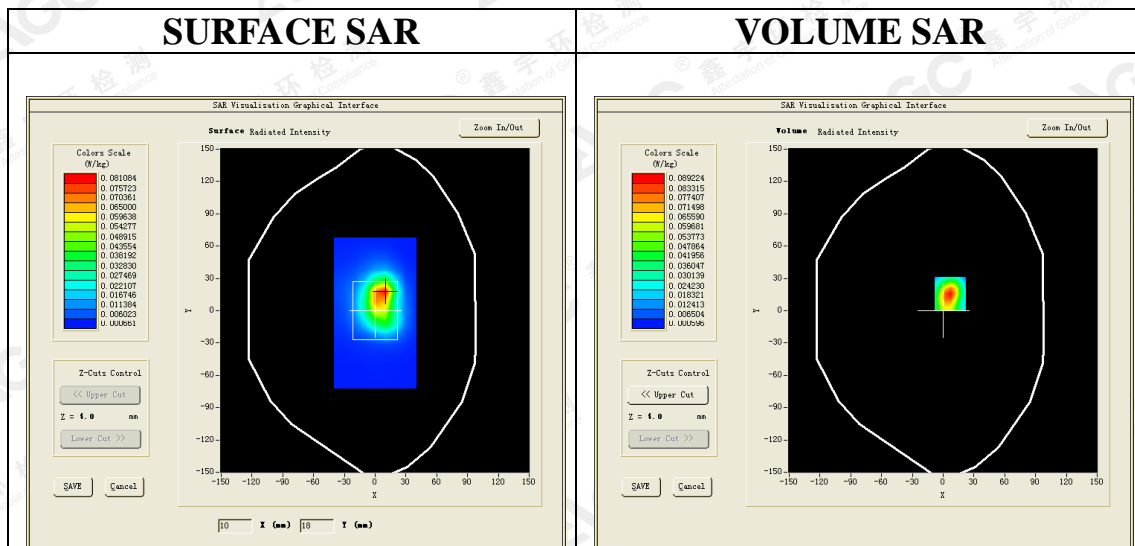 SURFACE SAR
VOLUME SAR
SAR Visualisation Graphical Interface
Surface Radiated Intensity
Zoom In/Out
Colors Scale
(W/kg)
0.081084
0.075723
0.070361
0.065000
0.059638
0.054277
0.048915
0.043554
0.038192
0.032830
0.027469
0.022107
0.016746
0.011384
0.006023
0.000661
Z-Cuts Control
<< Upper Cut
Z = 4.0 mm
Lower Cut >>
SAVE Cancel
150
120
90
60
30
0
-30
-60
-90
-120
-150
Y
-150 -120 -90 -60 -30 0 30 60 90 120 150
X
10 X (mm) 18 Y (mm)
SAR Visualisation Graphical Interface
Volume Radiated Intensity
Zoom In/Out
Colors Scale
(W/kg)
0.089224
0.083315
0.077407
0.071498
0.065590
0.059681
0.053773
0.047864
0.041956
0.036047
0.030139
0.024230
0.018321
0.012413
0.006504
0.000596
Z-Cuts Control
<< Upper Cut
Z = 4.0 mm
Lower Cut >>
SAVE Cancel
150
120
90
60
30
0
-30
-60
-90
-120
-150
Y
-150 -120 -90 -60 -30 0 30 60 90 120 150
X